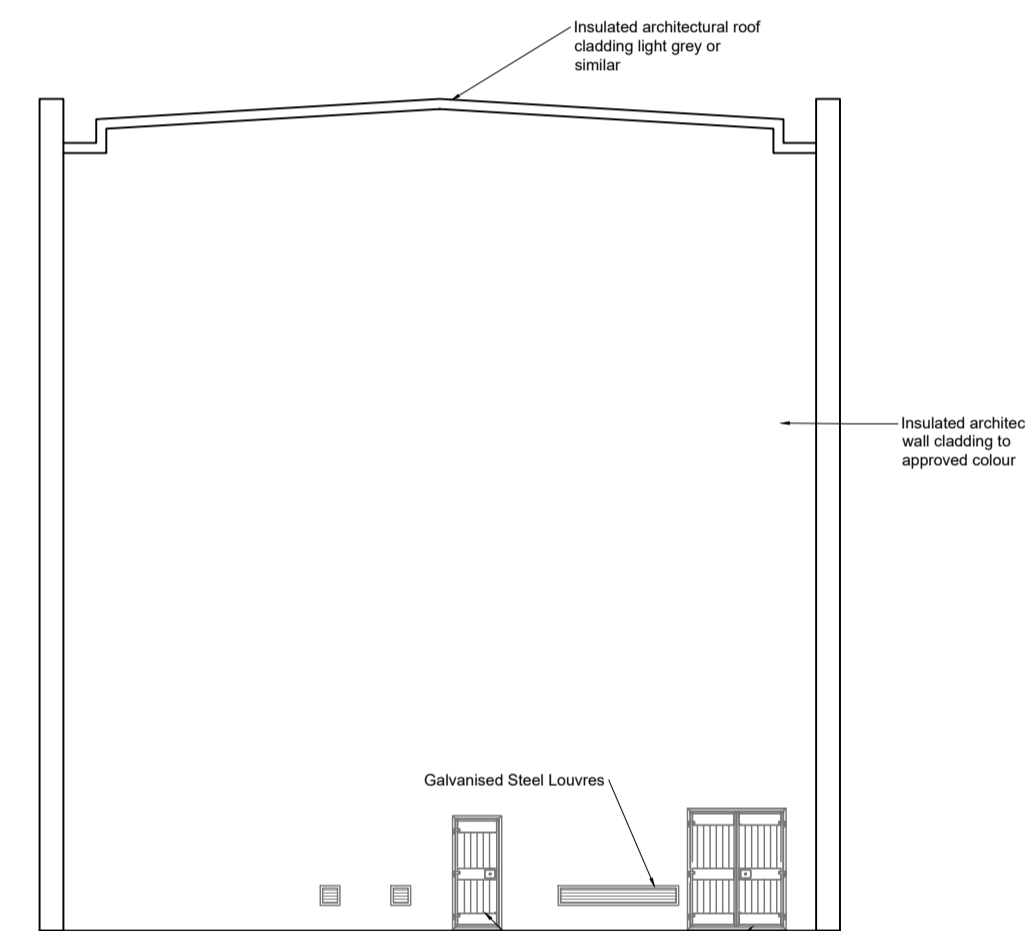 Insulated architectural roof
cladding light grey or
similar
Insulated architec
wall cladding to
approved colour
Galvanised Steel Louvres